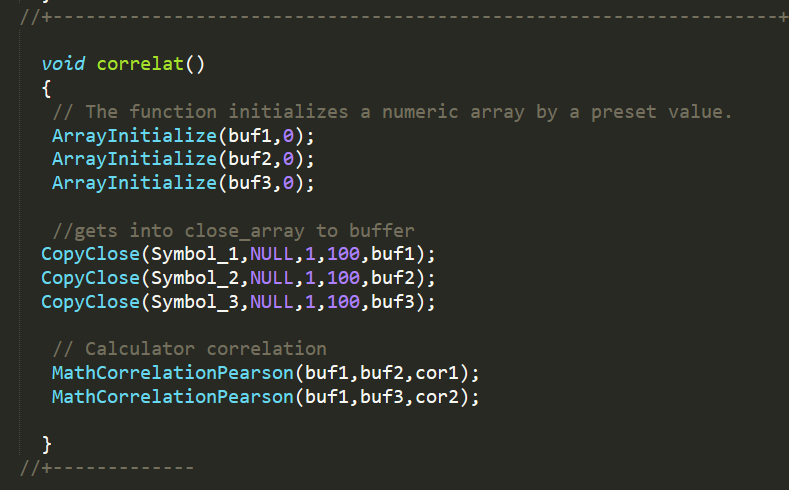 //+-------------------------------------------------------------------+
void correlat()
{
// The function initializes a numeric array by a preset value.
ArrayInitialize(buf1,0);
ArrayInitialize(buf2,0);
ArrayInitialize(buf3,0);
//gets into close_array to buffer
CopyClose(Symbol_1,NULL,1,100,buf1);
CopyClose(Symbol_2,NULL,1,100,buf2);
CopyClose(Symbol_3,NULL,1,100,buf3);
// Calculator correlation
MathCorrelationPearson(buf1,buf2,cor1);
MathCorrelationPearson(buf1,buf3,cor2);
}
//+-------------